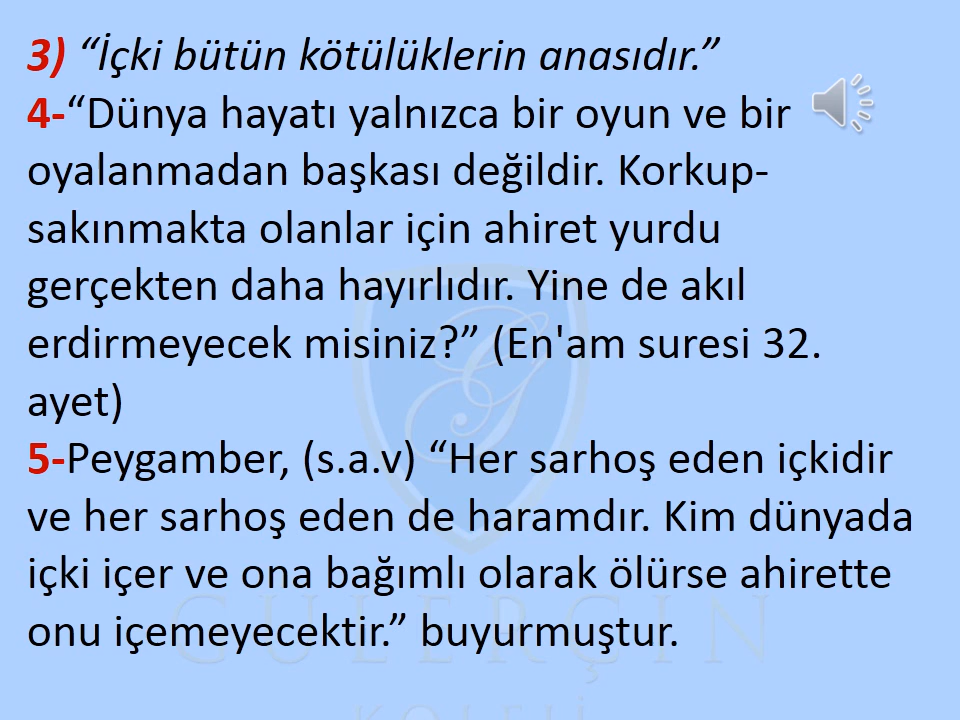 3) “İçki bütün kötülüklerin anasıdır.”
4-“Dünya hayatı yalnızca bir oyun ve bir
oyalanmadan başkası değildir. Korkup-
sakınmakta olanlar için ahiret yurdu
gerçekten daha hayırlıdır. Yine de akıl
erdirmeyecek misiniz?” (En'am suresi 32.
ayet)
5-Peygamber, (s.a.v) “Her sarhoş eden içkidir
ve her sarhoş eden de haramdır. Kim dünyada
içki içer ve ona bağımlı olarak ölürse ahirette
onu içemeyecektir.” buyurmuştur.
GÜLERÇİN
KOLEJİ